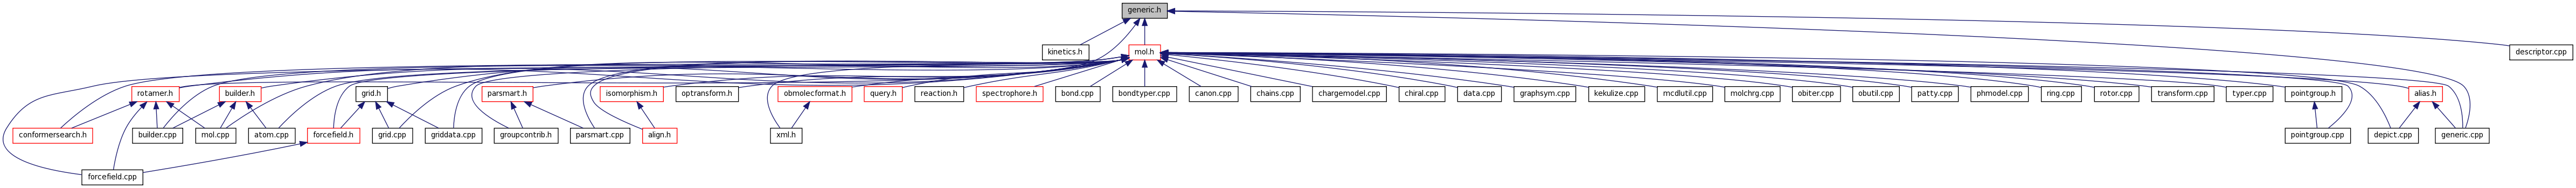 generic.h
kinetics.h
mol.h
descriptor.cpp
rotamer.h
builder.h
grid.h
parsmart.h
isomorphism.h
optransform.h
obmolecformat.h
query.h
reaction.h
spectrophore.h
bond.cpp
bondtyper.cpp
canon.cpp
chains.cpp
chargemodel.cpp
chiral.cpp
data.cpp
graphsym.cpp
kekulize.cpp
mcdlutil.cpp
molchrg.cpp
obiter.cpp
obutil.cpp
patty.cpp
phmodel.cpp
ring.cpp
rotor.cpp
transform.cpp
typer.cpp
pointgroup.h
alias.h
conformersearch.h
builder.cpp
mol.cpp
atom.cpp
forcefield.h
grid.cpp
griddata.cpp
groupcontrib.h
parsmart.cpp
align.h
xml.h
pointgroup.cpp
depict.cpp
generic.cpp
forcefield.cpp